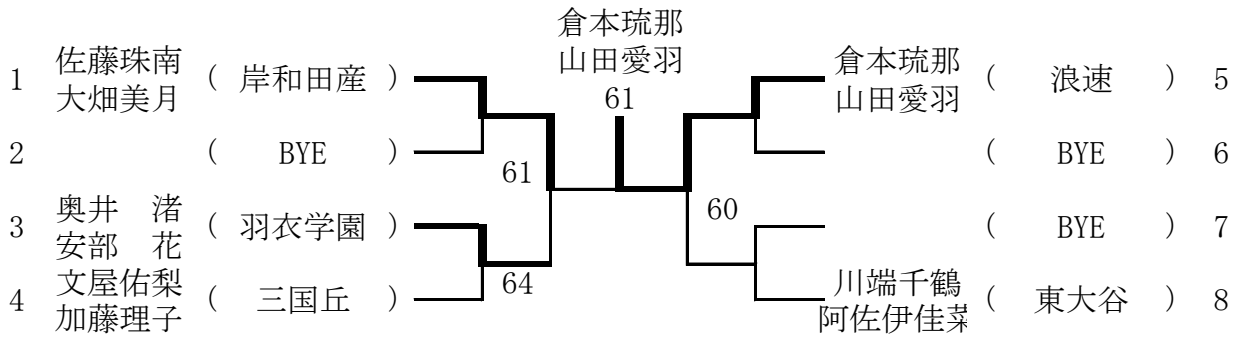 倉本琉那
山田愛羽
61
1 佐藤珠南 大畑美月 ( 岸和田産 )
2 ( BYE )
61
3 奥井 渚 安部 花 ( 羽衣学園 )
64
4 文屋佑梨 加藤理子 ( 三国丘 )
倉本琉那 山田愛羽 ( 浪速 ) 5
( BYE ) 6
60
( BYE ) 7
川端千鶴 阿佐伊佳菜 ( 東大谷 ) 8